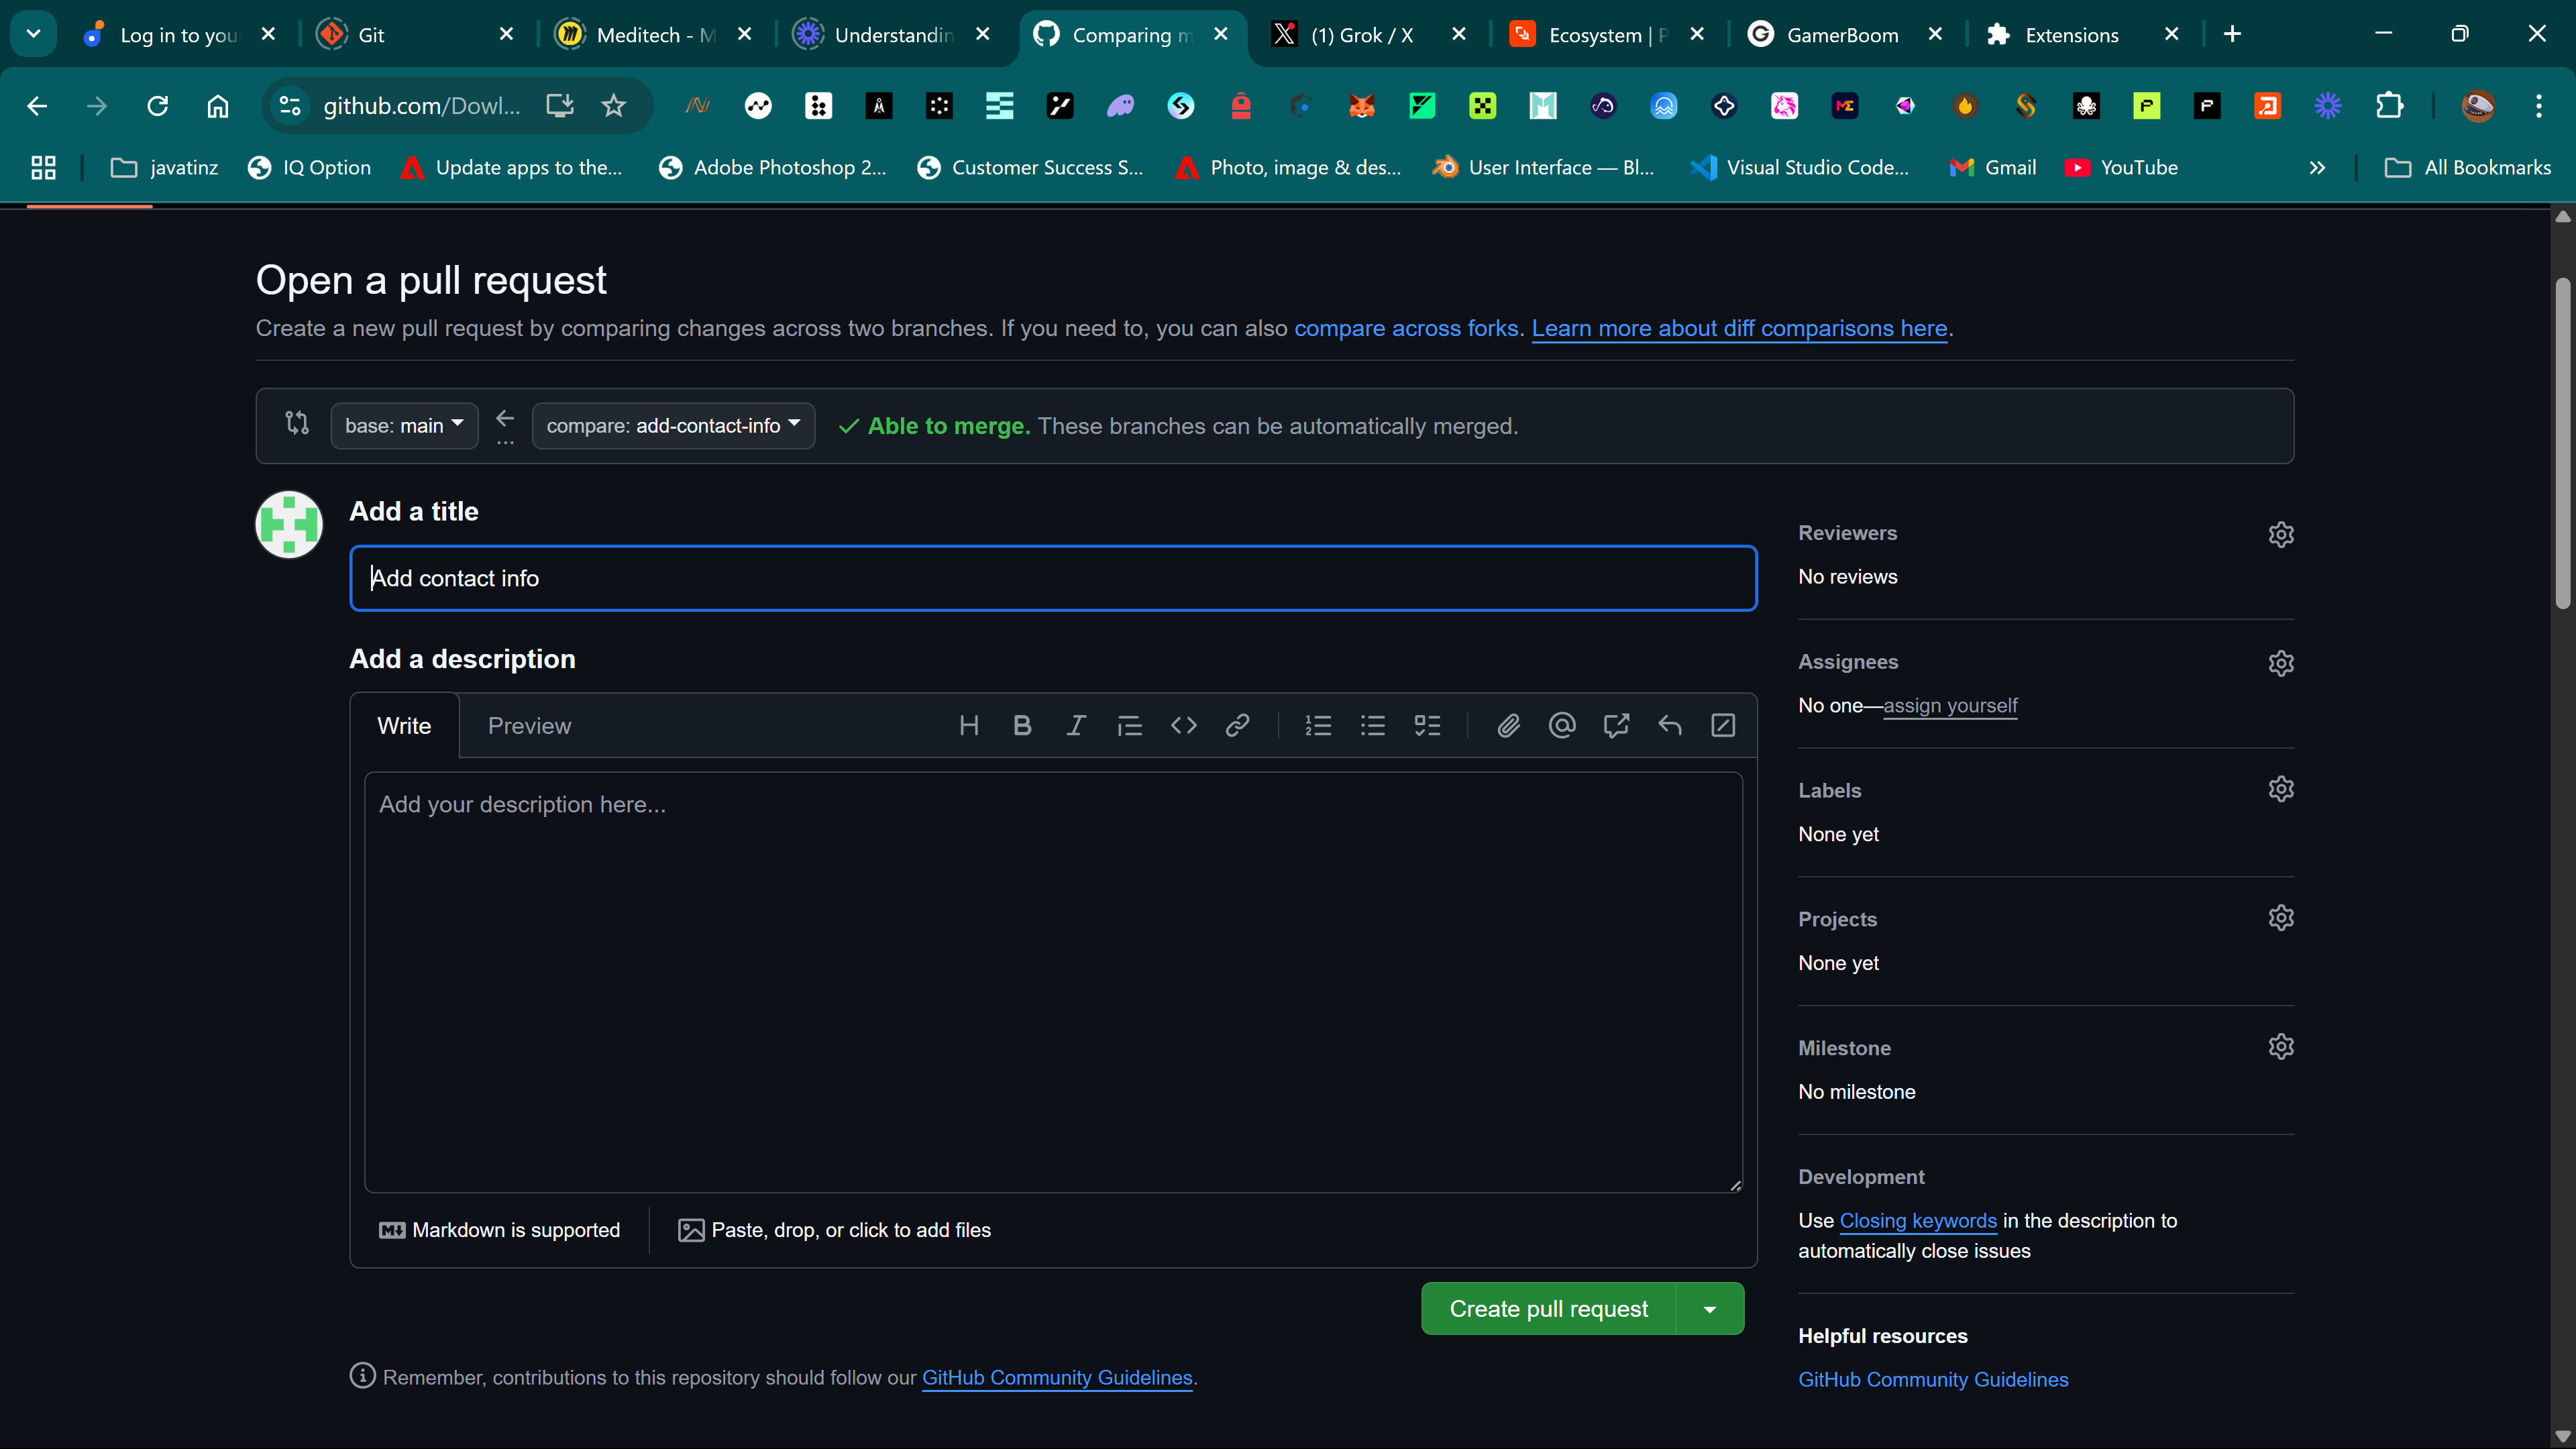 Log in to you
Git
Meditech - M
Understandin
Comparing m
(1) Grok / X
Ecosystem | P
GamerBoom
Extensions
github.com/Dowl...
javatinz
IQ Option
Update apps to the...
Adobe Photoshop 2...
Customer Success S...
Photo, image & des...
User Interface — Bl...
Visual Studio Code...
Gmail
YouTube
All Bookmarks
Open a pull request
Create a new pull request by comparing changes across two branches. If you need to, you can also compare across forks. Learn more about diff comparisons here.
base: main
compare: add-contact-info
Able to merge. These branches can be automatically merged.
Add a title
Add contact info
Add a description
Write
Preview
Add your description here...
Markdown is supported
Paste, drop, or click to add files
Create pull request
Remember, contributions to this repository should follow our GitHub Community Guidelines.
Reviewers
No reviews
Assignees
No one—assign yourself
Labels
None yet
Projects
None yet
Milestone
No milestone
Development
Use Closing keywords in the description to
automatically close issues
Helpful resources
GitHub Community Guidelines